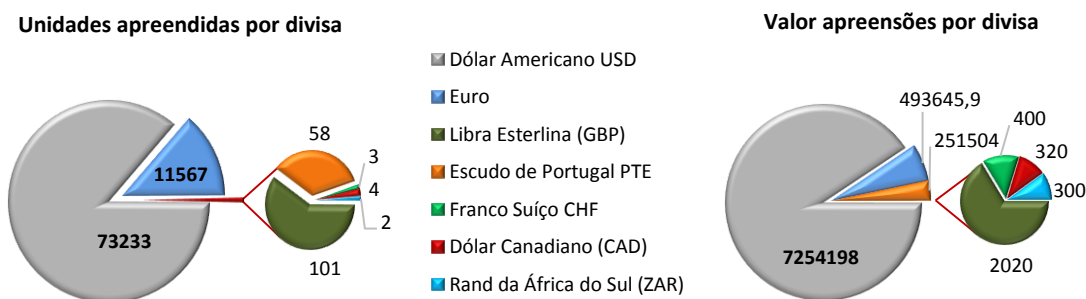 Unidades apreendidas por divisa
58
3
4
2
11567
73233
101
Dólar Americano USD
Euro
Libra Esterlina (GBP)
Escudo de Portugal PTE
Franco Suíço CHF
Dólar Canadiano (CAD)
Rand da África do Sul (ZAR)
Valor apreensões por divisa
493645,9
251504
400
320
300
7254198
2020